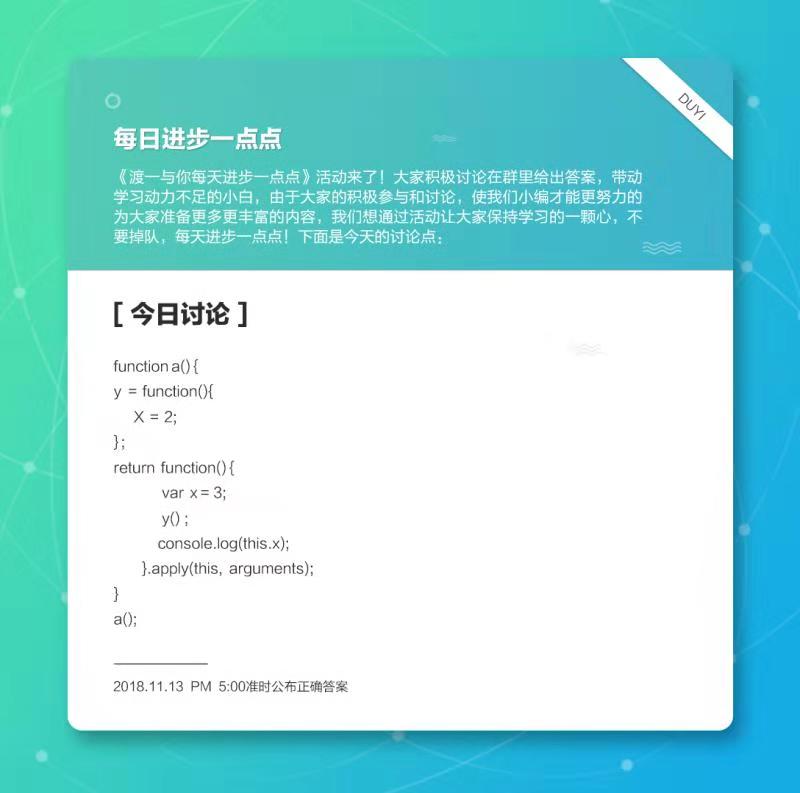 DUYI
每日进步一点点
《渡一与你每天进步一点点》活动来了！大家积极讨论在群里给出答案，带动
学习动力不足的小白，由于大家的积极参与和讨论，使我们小编才能更努力的
为大家准备更多更丰富的内容，我们想通过活动让大家保持学习的一颗心，不
要掉队，每天进步一点点！下面是今天的讨论点：
[ 今日讨论 ]
function a() {
y = function(){
X = 2;
} ;
return function() {
var x = 3;
y() ;
console.log(this.x);
}.apply(this, arguments);
}
a();
2018.11.13 PM 5:00准时公布正确答案